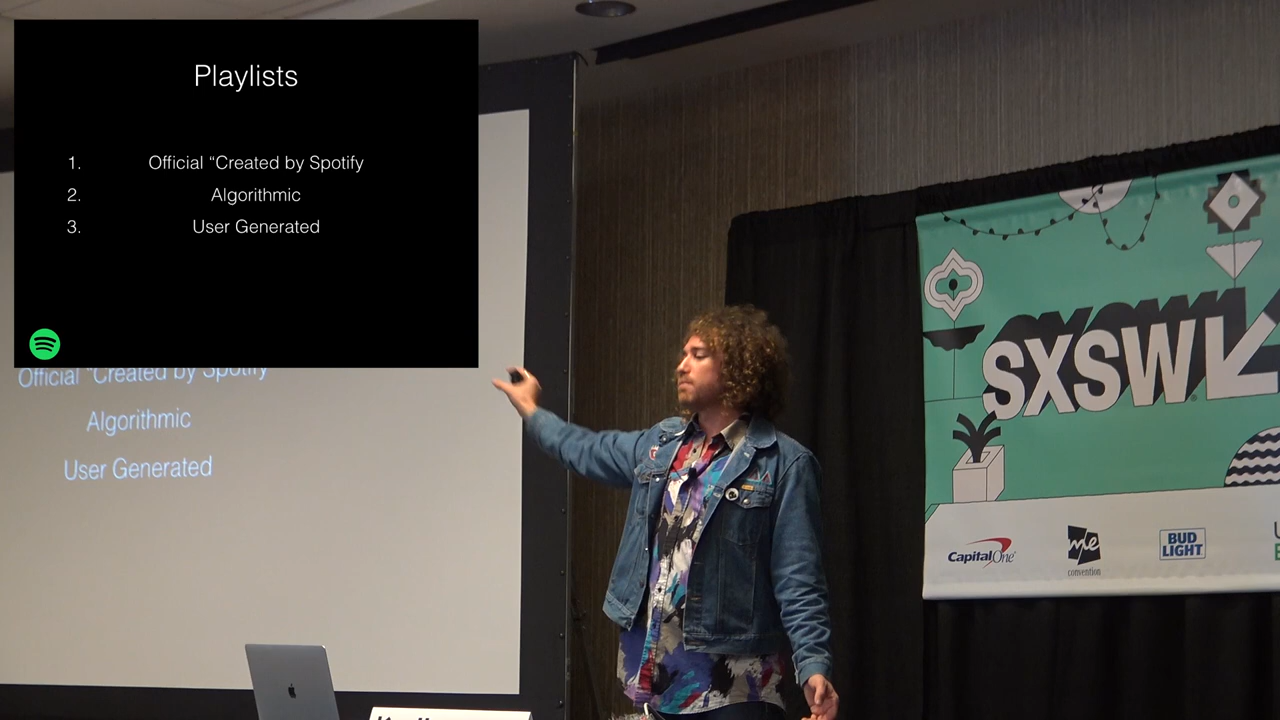 Playlists
1. Official “Created by Spotify
2. Algorithmic
3. User Generated
Official “Created by Spotify
Algorithmic
User Generated
SXSW
Capital One
me
convention
BUD
LIGHT